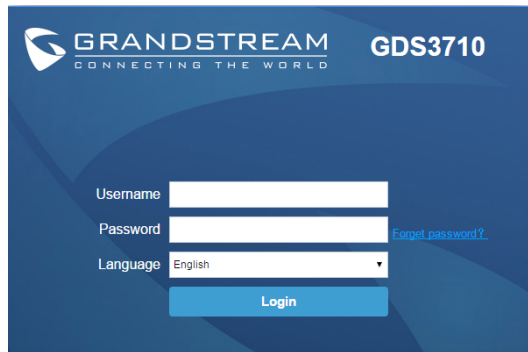 GRANDSTREAM GDS3710
CONNECTING THE WORLD
Username
Password Forget password?
Language English
Login